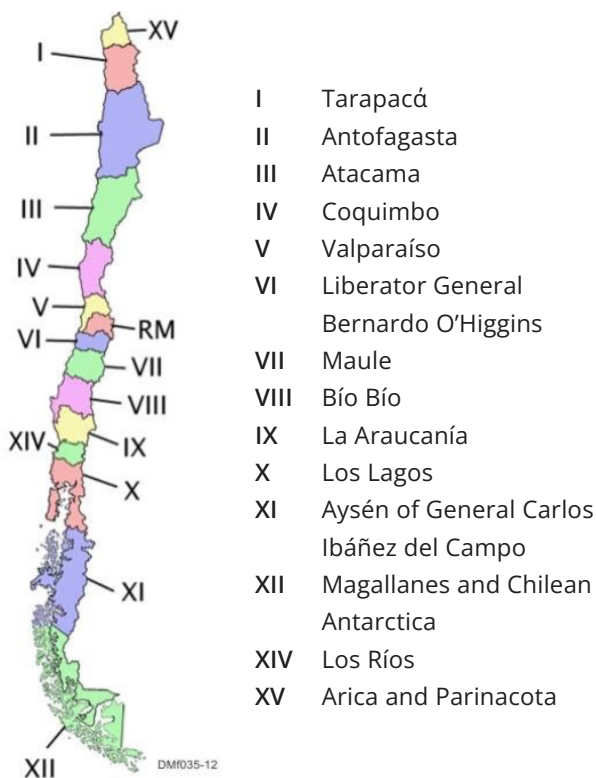 XV
I
II
III
IV
V
RM
VI
VII
VIII
XIV
IX
X
XI
XII
DMf035-12
I Tarapacá
II Antofagasta
III Atacama
IV Coquimbo
V Valparaíso
VI Liberator General
Bernardo O’Higgins
VII Maule
VIII Bío Bío
IX La Araucanía
X Los Lagos
XI Aysén of General Carlos
Ibáñez del Campo
XII Magallanes and Chilean
Antarctica
XIV Los Ríos
XV Arica and Parinacota